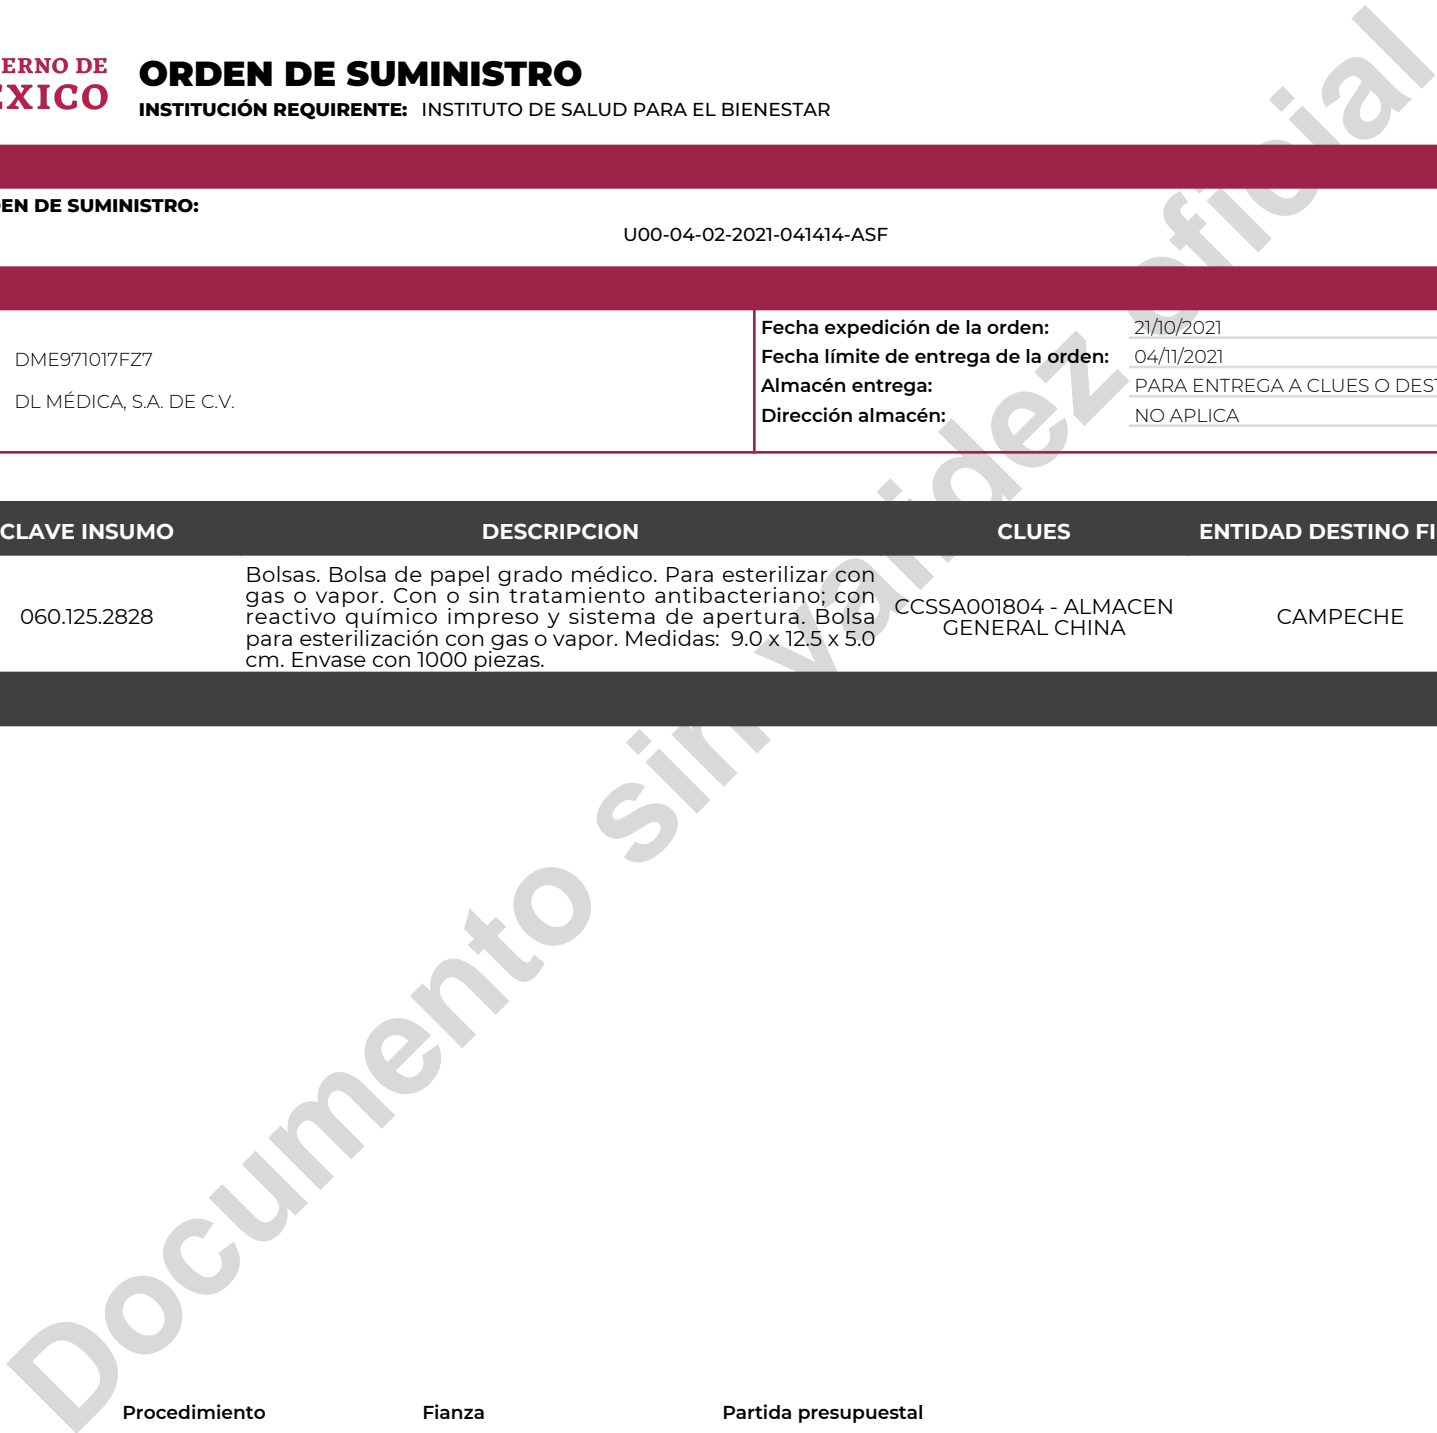 ERNO DE
EXICO
ORDEN DE SUMINISTRO
INSTITUCIÓN REQUIRENTE: INSTITUTO DE SALUD PARA EL BIENESTAR
EN DE SUMINISTRO:
U00-04-02-2021-041414-ASF
DME971017FZ7
DL MÉDICA, S.A. DE C.V.
Fecha expedición de la orden: 21/10/2021
Fecha límite de entrega de la orden: 04/11/2021
Almacén entrega: PARA ENTREGA A CLUES O DEST
Dirección almacén: NO APLICA
CLAVE INSUMO DESCRIPCION CLUES ENTIDAD DESTINO FI
060.125.2828
Bolsas. Bolsa de papel grado médico. Para esterilizar con
gas o vapor. Con o sin tratamiento antibacteriano; con
reactivo químico impreso y sistema de apertura. Bolsa
para esterilización con gas o vapor. Medidas: 9.0 x 12.5 x 5.0
cm. Envase con 1000 piezas.
CCSSA001804 - ALMACEN
GENERAL CHINA
CAMPECHE
Documento sin validez oficial
Procedimiento Fianza Partida presupuestal